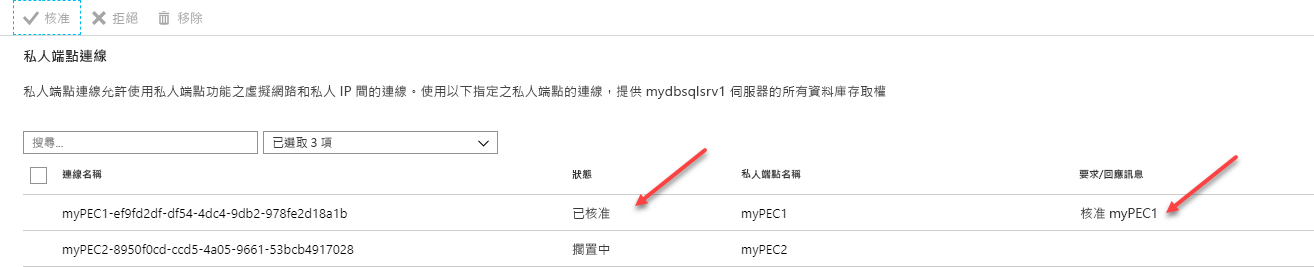 核准 拒絕 移除
私人端點連線
私人端點連線允許使用私人端點功能之虛擬網路和私人 IP 間的連線。使用以下指定之私人端點的連線，提供 mydbsqlsrv1 伺服器的所有資料庫存取權
搜尋... 已選取 3 項
連線名稱 狀態 私人端點名稱 要求/回應訊息
myPEC1-ef9fd2df-df54-4dc4-9db2-978fe2d18a1b 已核准 myPEC1 核准 myPEC1
myPEC2-8950f0cd-ccd5-4a05-9661-53bcb4917028 擱置中 myPEC2